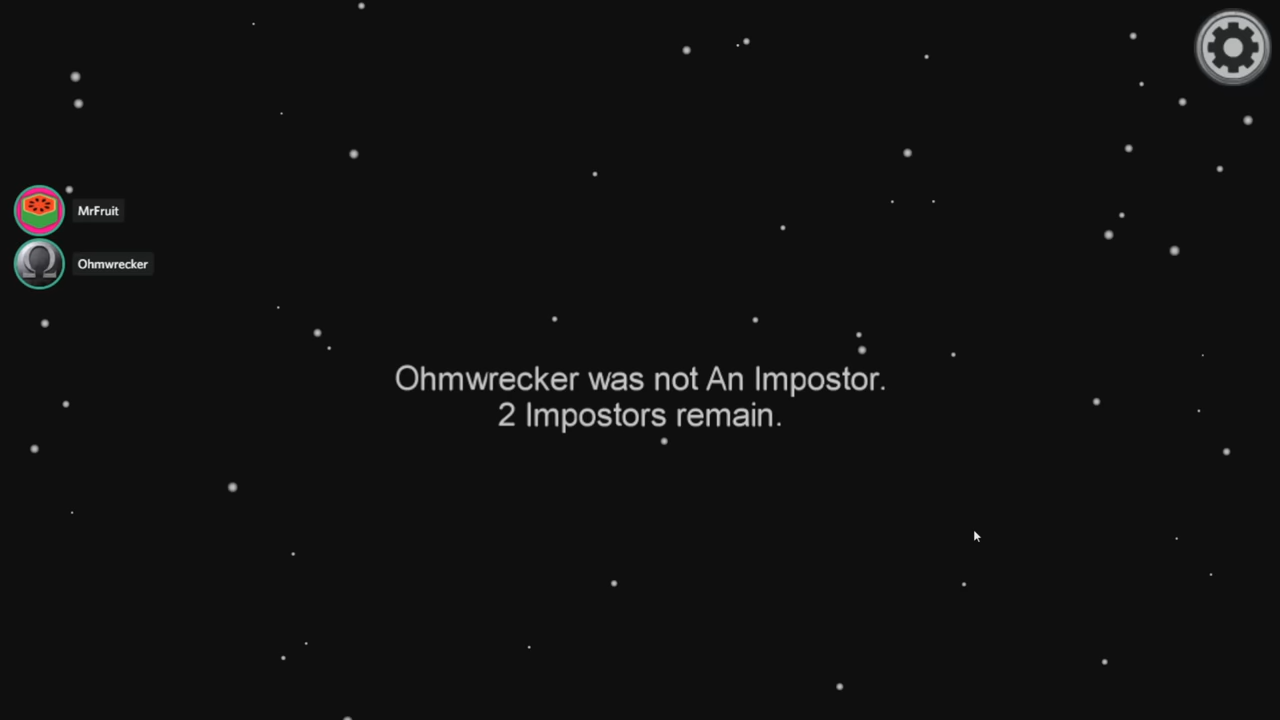 MrFruit
Ohmwrecker
Ohmwrecker was not An Impostor.
2 Impostors remain.